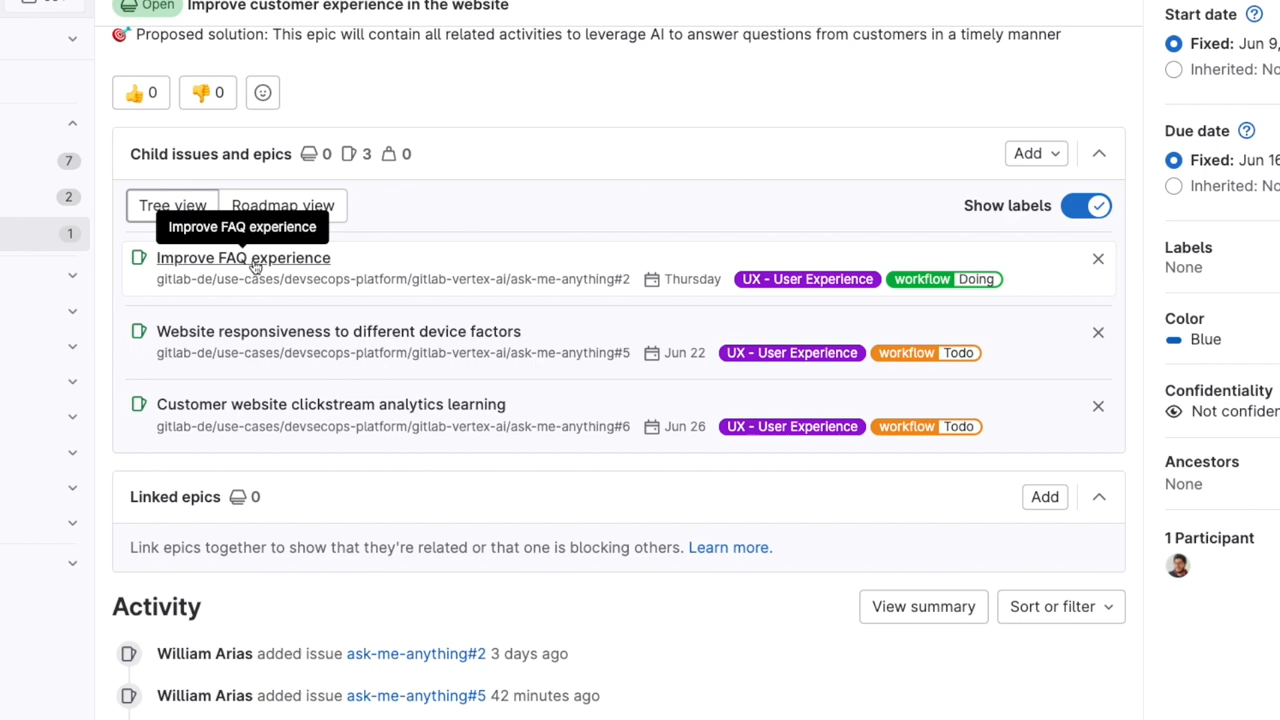 Open Improve customer experience in the website
Proposed solution: This epic will contain all related activities to leverage AI to answer questions from customers in a timely manner
0 0
Child issues and epics 0 3 0 Add
Tree view Roadmap view Show labels
Improve FAQ experience
Improve FAQ experience
gitlab-de/use-cases/devsecops-platform/gitlab-vertex-ai/ask-me-anything#2 Thursday UX - User Experience workflow Doing
Website responsiveness to different device factors
gitlab-de/use-cases/devsecops-platform/gitlab-vertex-ai/ask-me-anything#5 Jun 22 UX - User Experience workflow Todo
Customer website clickstream analytics learning
gitlab-de/use-cases/devsecops-platform/gitlab-vertex-ai/ask-me-anything#6 Jun 26 UX - User Experience workflow Todo
Linked epics 0 Add
Link epics together to show that they're related or that one is blocking others. Learn more.
Activity View summary Sort or filter
William Arias added issue ask-me-anything#2 3 days ago
William Arias added issue ask-me-anything#5 42 minutes ago
7
2
1
Start date
Fixed: Jun 9,
Inherited: No
Due date
Fixed: Jun 16
Inherited: No
Labels
None
Color
Blue
Confidentiality
Not confiden
Ancestors
None
1 Participant